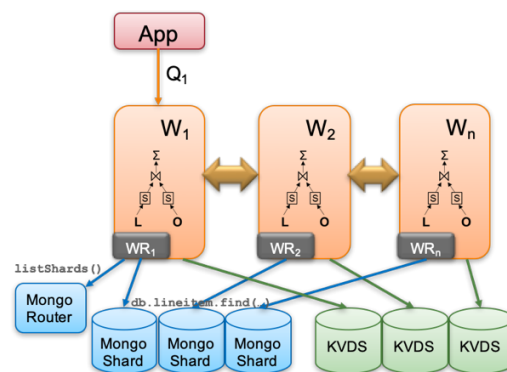 App
Q1
W1
W2
Wn
Σ
Σ
Σ
⋈
⋈
⋈
S S
S S
S S
L O
L O
L O
WR1
WR2
WRn
listShards()
db.lineitem.find(…)
Mongo
Router
Mongo
Shard
Mongo
Shard
Mongo
Shard
KVDS
KVDS
KVDS